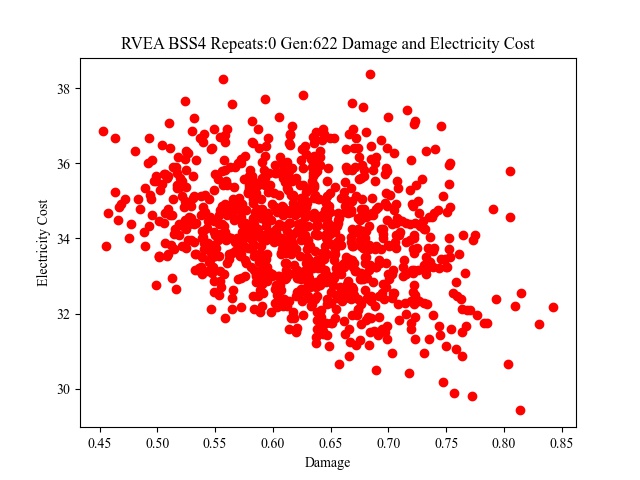 RVEA BSS4 Repeats:0 Gen:622 Damage and Electricity Cost
38
36
34
32
30
Electricity Cost
0.45 0.50 0.55 0.60 0.65 0.70 0.75 0.80 0.85
Damage